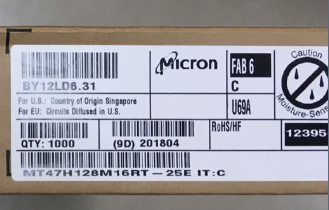 BY12LD6.31
Micron
FAB 6
C
U69A
Caution
Moisture-Sens
For U.S.: Country of Origin Singapore
For EU: Circuits Diffused in U.S.
RoHS/HF
12395
QTY: 1000
(9D) 201804
MT47H128M16RT-25E IT:C